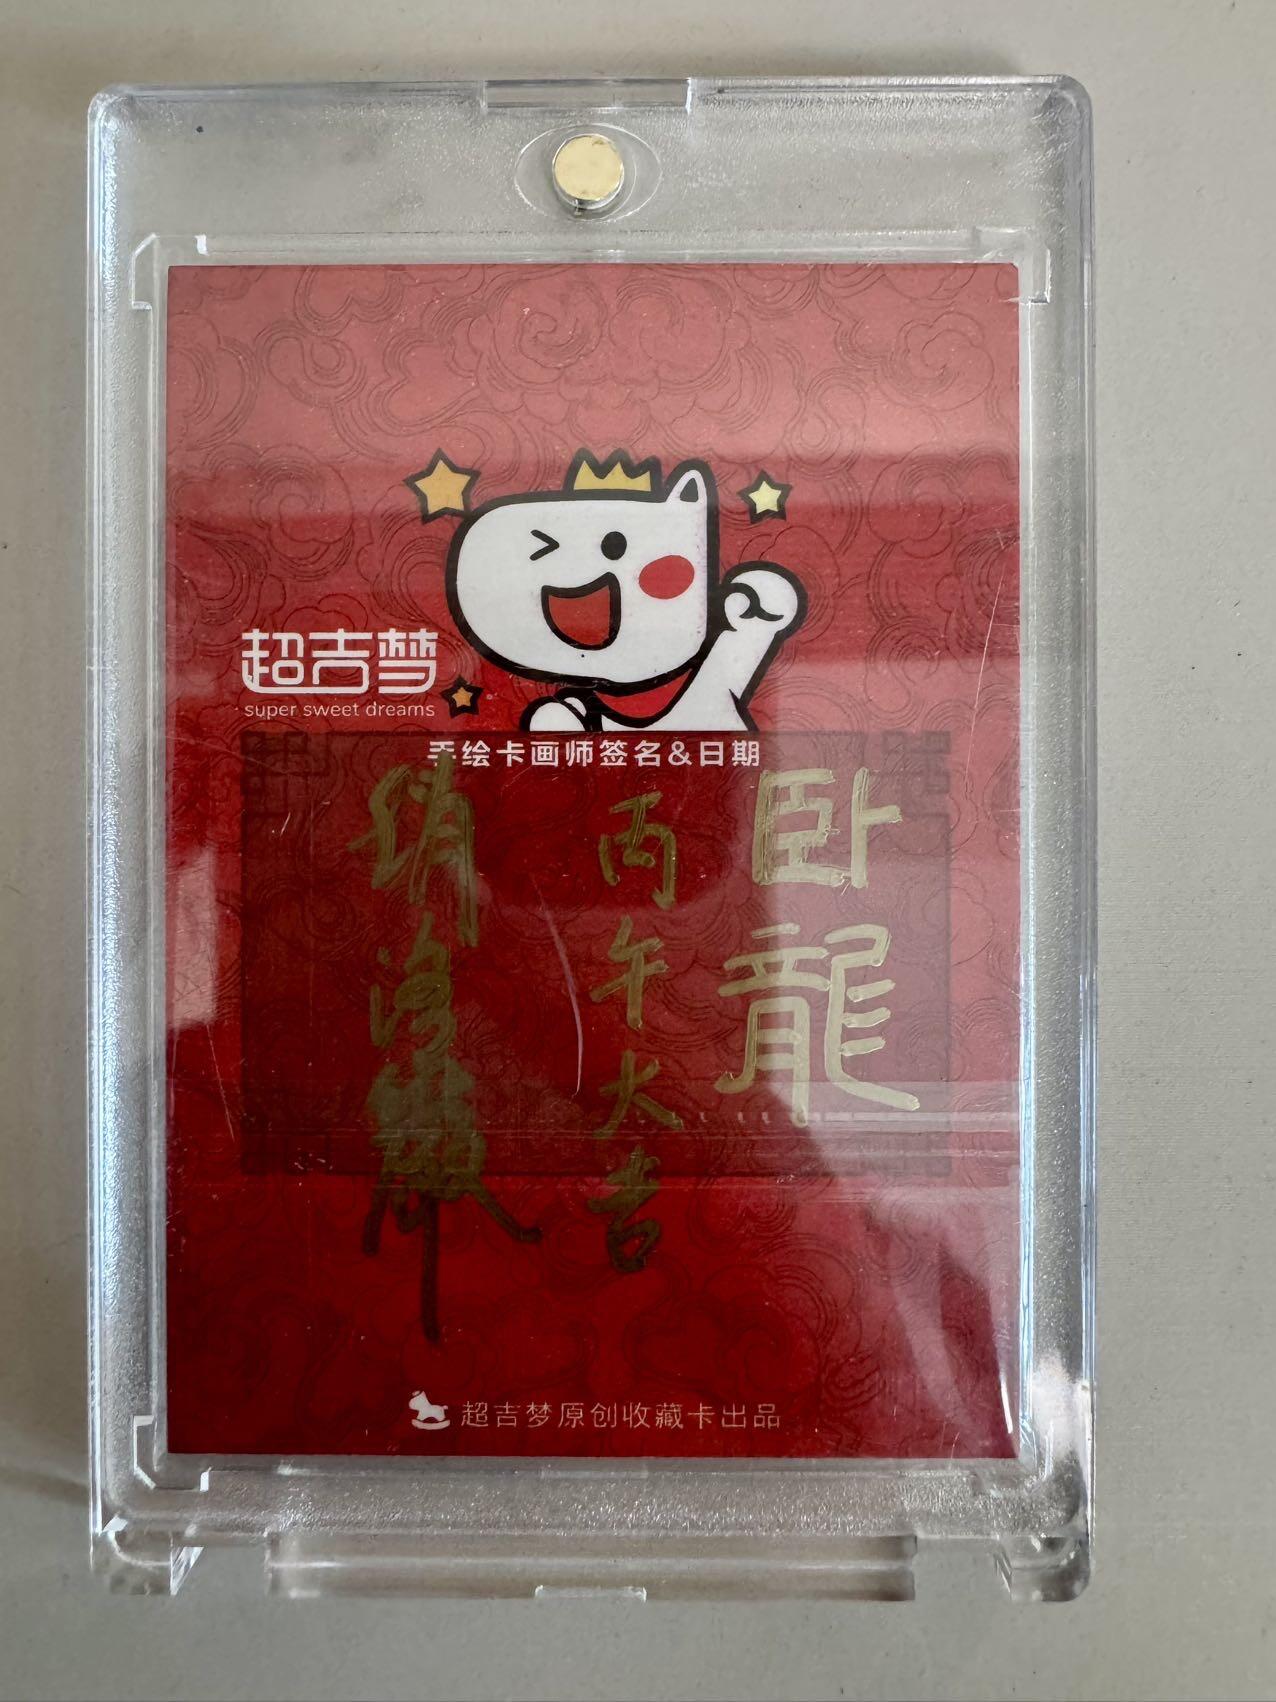 超吉梦
super sweet dreams
手绘卡画师签名&日期
卧龍
丙午大吉
超吉梦原创收藏卡出品